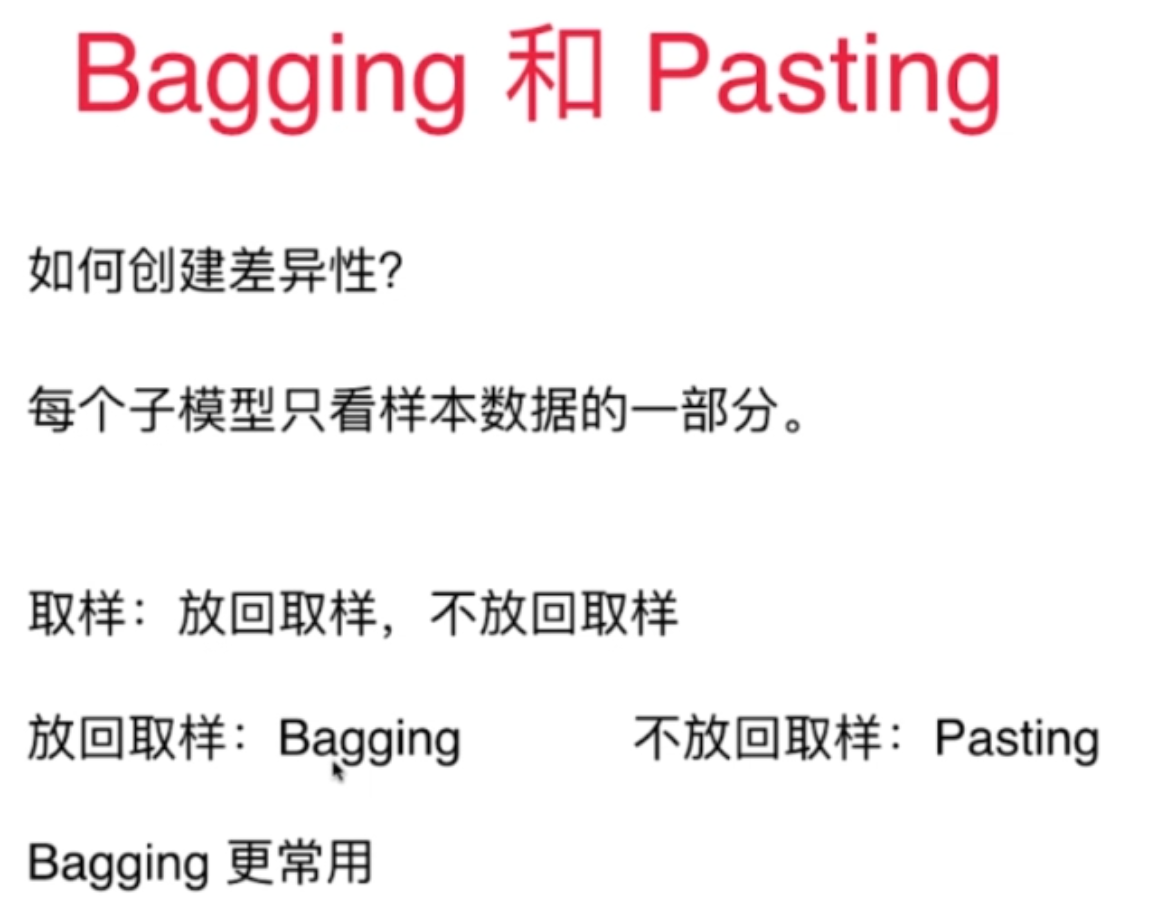 Bagging 和 Pasting
如何创建差异性?
每个子模型只看样本数据的一部分。
取样：放回取样，不放回取样
放回取样：Bagging 不放回取样：Pasting
Bagging 更常用